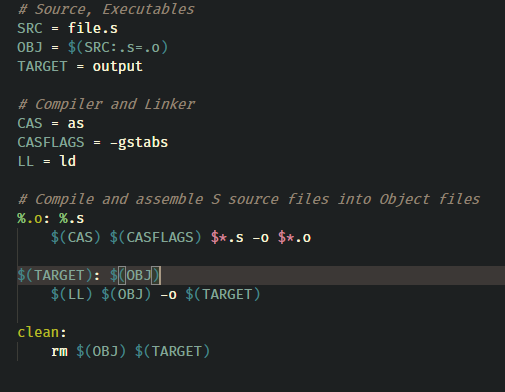 # Source, Executables
SRC = file.s
OBJ = $(SRC:.s=.o)
TARGET = output
# Compiler and Linker
CAS = as
CASFLAGS = -gstabs
LL = ld
# Compile and assemble S source files into Object files
%.o: %.s
$(CAS) $(CASFLAGS) $*.s -o $*.o
$(TARGET): $(OBJ)
$(LL) $(OBJ) -o $(TARGET)
clean:
rm $(OBJ) $(TARGET)